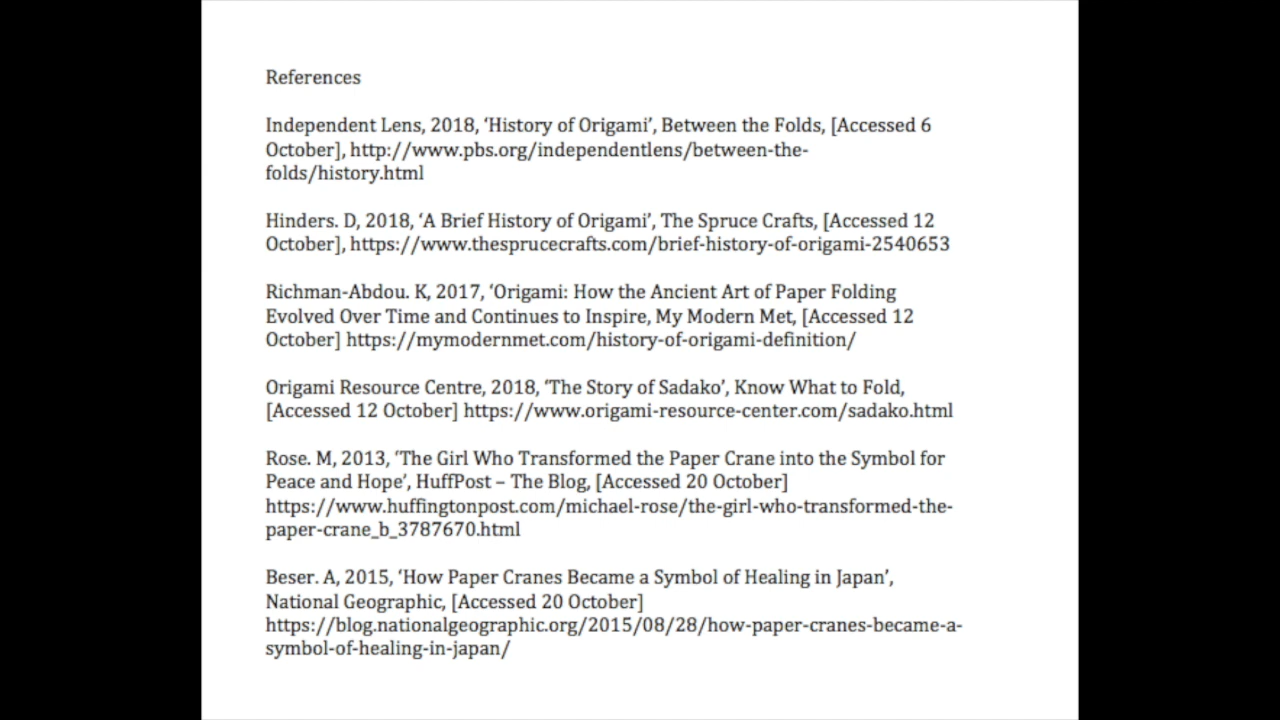 References
Independent Lens, 2018, ‘History of Origami’, Between the Folds, [Accessed 6
October], http://www.pbs.org/independentlens/between-the-
folds/history.html
Hinders. D, 2018, ‘A Brief History of Origami’, The Spruce Crafts, [Accessed 12
October], https://www.thesprucecrafts.com/brief-history-of-origami-2540653
Richman-Abdou. K, 2017, ‘Origami: How the Ancient Art of Paper Folding
Evolved Over Time and Continues to Inspire, My Modern Met, [Accessed 12
October] https://mymodernmet.com/history-of-origami-definition/
Origami Resource Centre, 2018, ‘The Story of Sadako’, Know What to Fold,
[Accessed 12 October] https://www.origami-resource-center.com/sadako.html
Rose. M, 2013, ‘The Girl Who Transformed the Paper Crane into the Symbol for
Peace and Hope’, HuffPost – The Blog, [Accessed 20 October]
https://www.huffingtonpost.com/michael-rose/the-girl-who-transformed-the-
paper-crane_b_3787670.html
Beser. A, 2015, ‘How Paper Cranes Became a Symbol of Healing in Japan’,
National Geographic, [Accessed 20 October]
https://blog.nationalgeographic.org/2015/08/28/how-paper-cranes-became-a-
symbol-of-healing-in-japan/